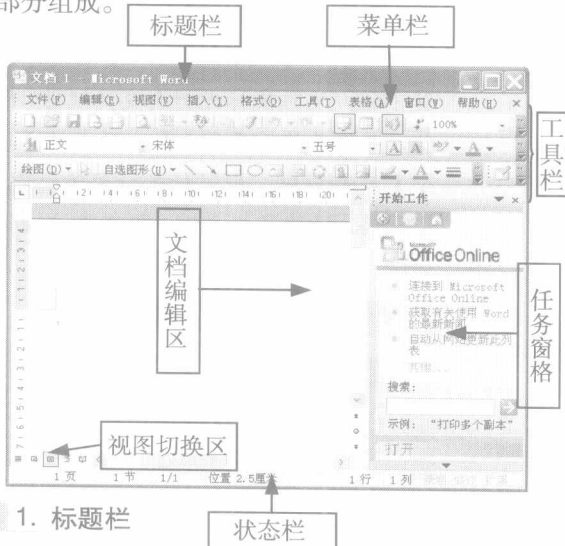 部分组成。
标题栏
菜单栏
文档 1 - Microsoft Word
文件(F) 编辑(E) 视图(V) 插入(I) 格式(O) 工具(T) 表格(A) 窗口(W) 帮助(H) ×
100%
正文 宋体 五号 A A A
工具栏
绘图(D) 自选图形(U)
开始工作
Microsoft
Office Online
文档编辑区
连接到 Microsoft
Office Online
获取有关使用 Word
的最新新闻
自动从网站更新此列
表
其他...
任务窗格
搜索:
示例: “打印多个副本”
打开
视图切换区
1 页 1 节 1/1 位置 2.5厘米 1 行 1 列
1. 标题栏
状态栏